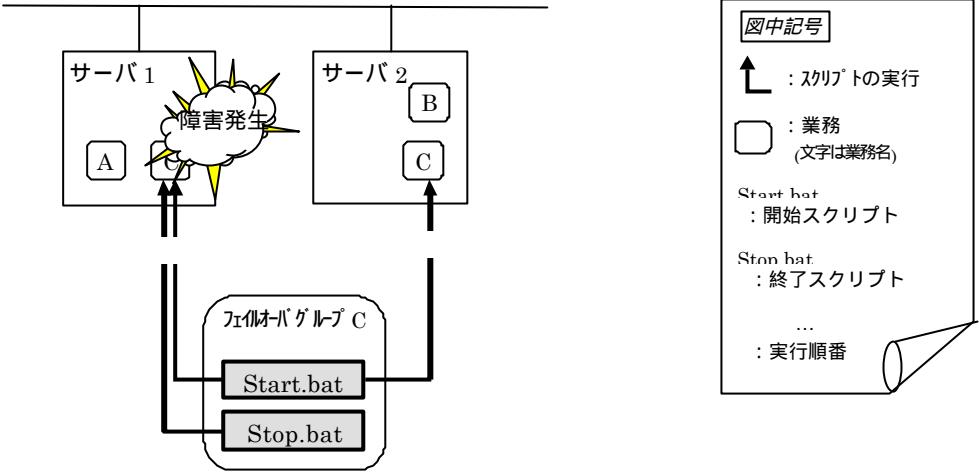 サーバ 1
サーバ 2
障害発生
A
C
B
C
フェイルオーバグループ C
Start.bat
Stop.bat
図中記号
：スクリプトの実行
：業務
(文字は業務名)
Start.bat
：開始スクリプト
Stop.bat
：終了スクリプト
…
：実行順番